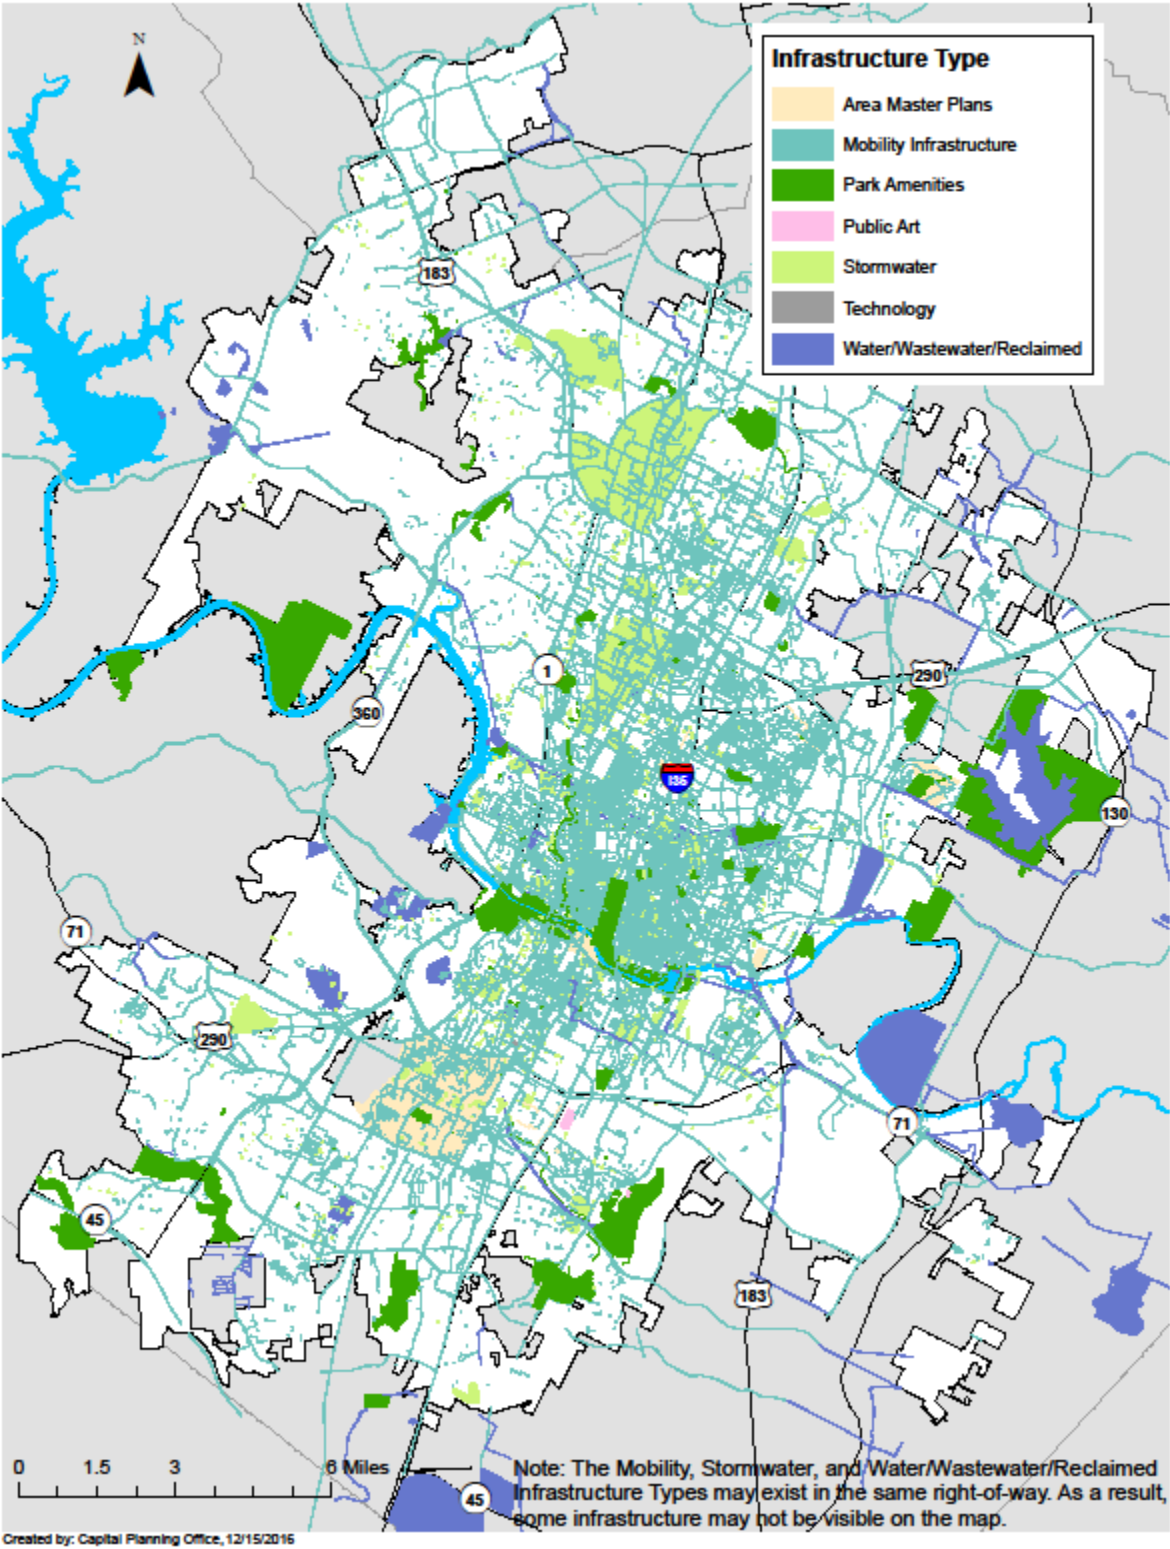 N
Infrastructure Type
Area Master Plans
Mobility Infrastructure
Park Amenities
Public Art
Stormwater
Technology
Water/Wastewater/Reclaimed
183
1
290
360
130
71
290
71
45
183
0 1.5 3 6 Miles
45
Note: The Mobility, Stormwater, and Water/Wastewater/Reclaimed
Infrastructure Types may exist in the same right-of-way. As a result,
some infrastructure may not be visible on the map.
Created by: Capital Planning Office, 12/15/2016